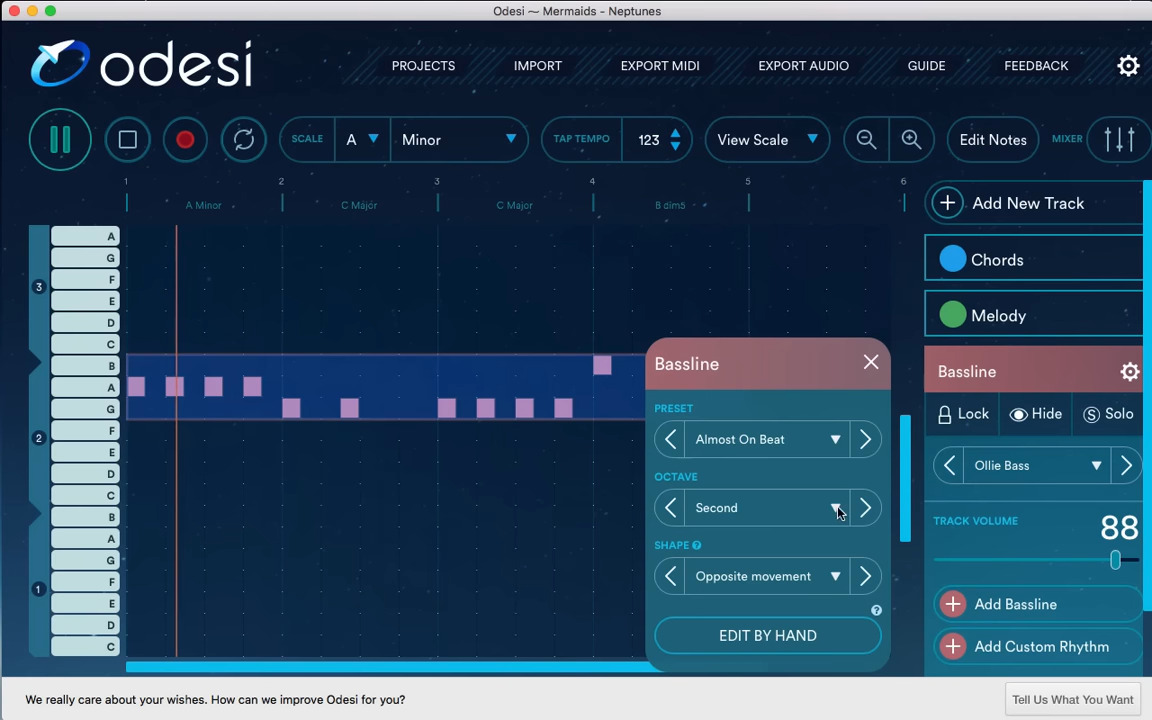 Odesi — Mermaids - Neptunes
odesi
PROJECTS IMPORT EXPORT MIDI EXPORT AUDIO GUIDE FEEDBACK
SCALE A Minor TAP TEMPO 123 View Scale Edit Notes MIXER
1 2 3 4 5 6
A Minor C Major C Major B dim5
Add New Track
Chords
Melody
Bassline
Lock Hide Solo
Ollie Bass
TRACK VOLUME 88
Add Bassline
Add Custom Rhythm
3
2
1
A
G
F
E
D
C
B
A
G
F
E
D
C
B
A
G
F
E
D
C
Bassline
PRESET
Almost On Beat
OCTAVE
Second
SHAPE ?
Opposite movement
?
EDIT BY HAND
We really care about your wishes. How can we improve Odesi for you? Tell Us What You Want